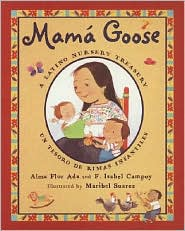 Mamá Goose
A LATINO NURSERY TREASURY
UN TESORO DE RIMAS INFANTILES
Alma Flor Ada and F. Isabel Campoy
Illustrated by Maribel Suárez